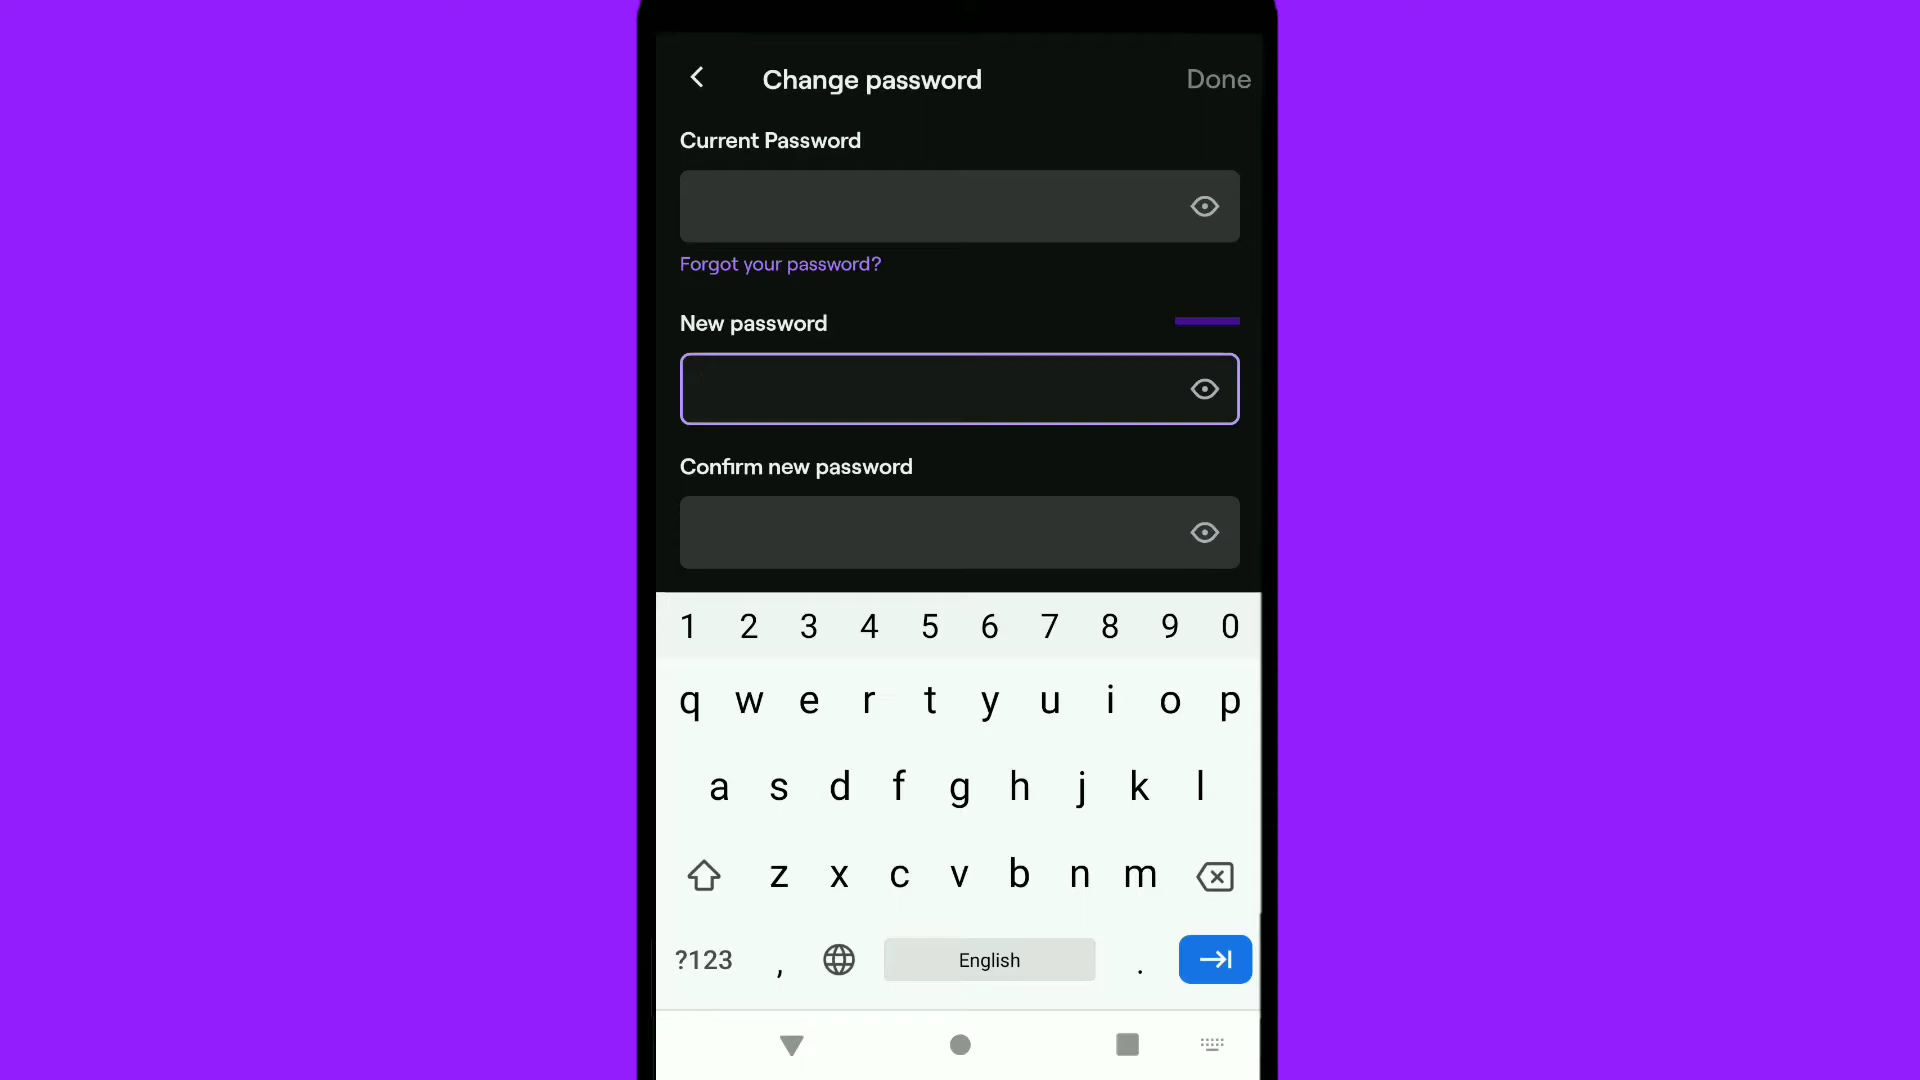 Change password Done
Current Password
Forgot your password?
New password
Confirm new password
1 2 3 4 5 6 7 8 9 0
q w e r t y u i o p
a s d f g h j k l
z x c v b n m
?123 , English .